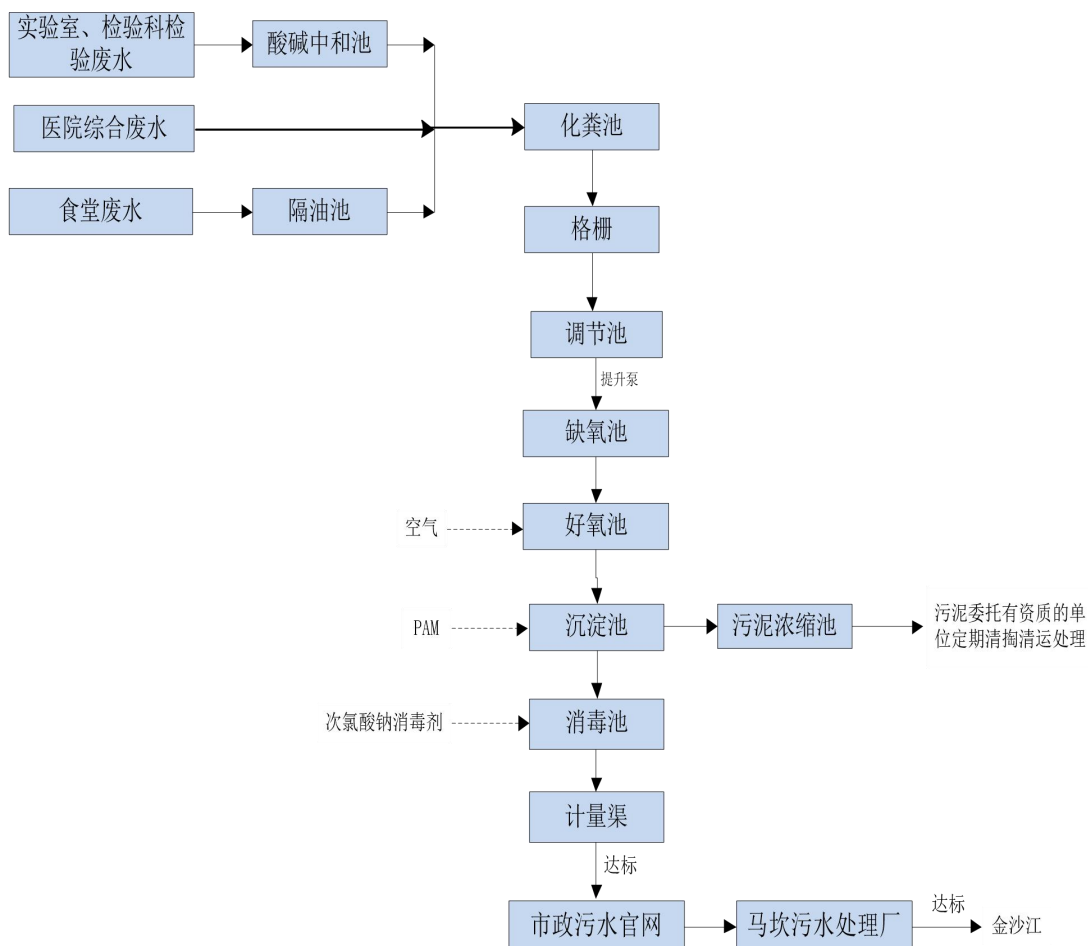 实验室、检验科检
验废水
酸碱中和池
医院综合废水
化粪池
食堂废水
隔油池
格栅
调节池
提升泵
缺氧池
空气
好氧池
PAM
沉淀池
污泥浓缩池
污泥委托有资质的单
位定期清掏清运处理
次氯酸钠消毒剂
消毒池
计量渠
达标
市政污水官网
马坎污水处理厂
达标
金沙江